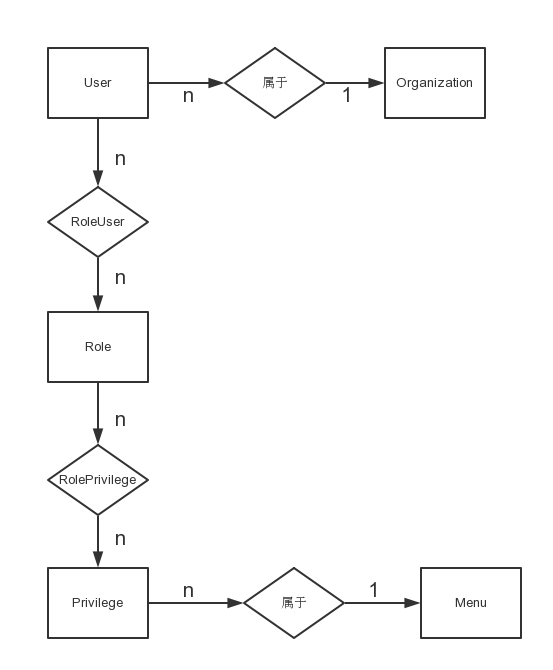 User
n
属于
1
Organization
n
RoleUser
n
Role
n
RolePrivilege
n
Privilege
n
属于
1
Menu